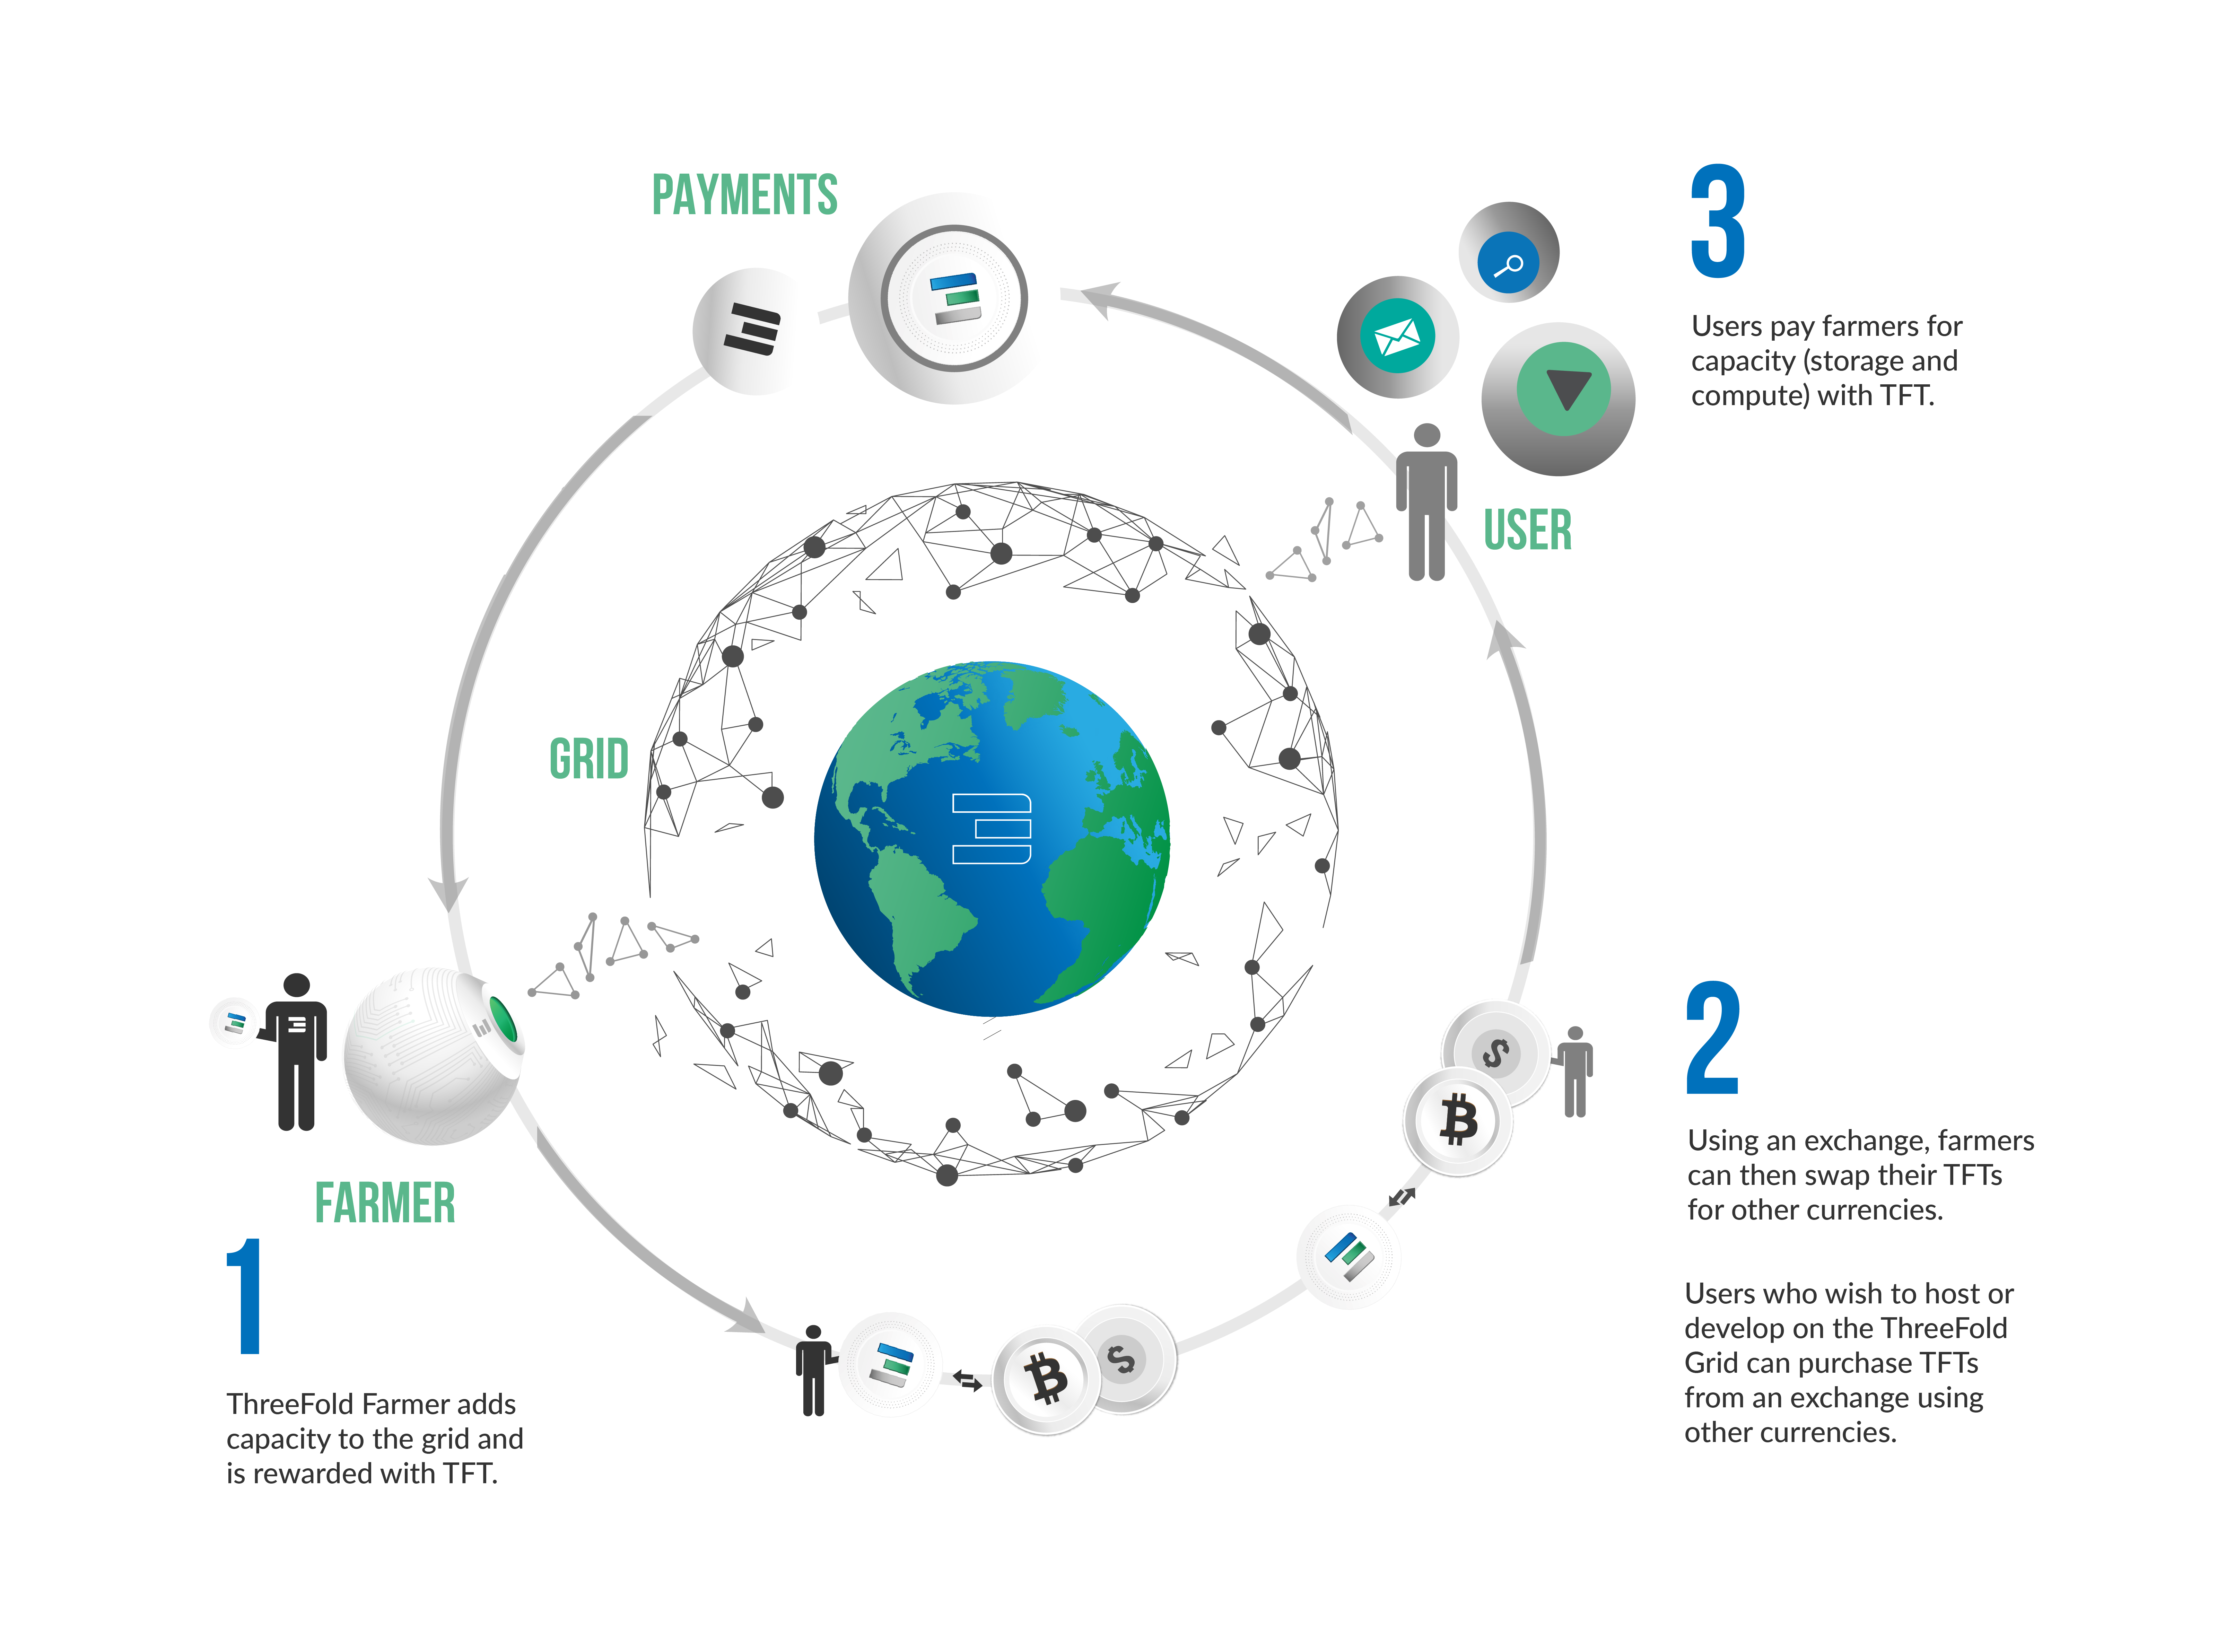 PAYMENTS
3
Users pay farmers for
capacity (storage and
compute) with TFT.
USER
GRID
FARMER
1
ThreeFold Farmer adds
capacity to the grid and
is rewarded with TFT.
2
Using an exchange, farmers
can then swap their TFTs
for other currencies.
Users who wish to host or
develop on the ThreeFold
Grid can purchase TFTs
from an exchange using
other currencies.
$
₿
₿
$